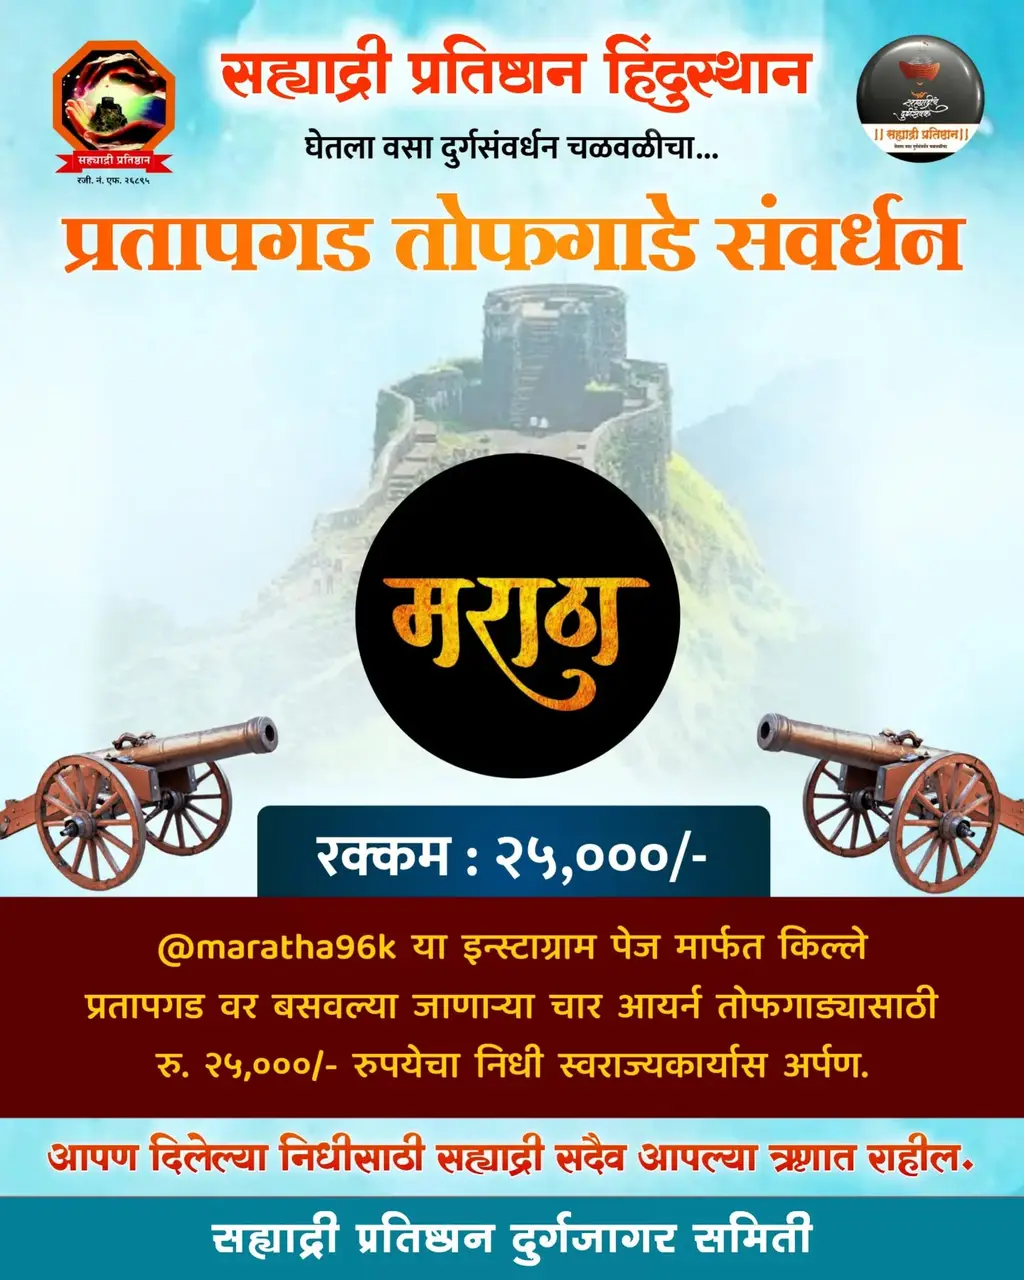 सह्याद्री प्रतिष्ठान हिंदुस्थान
घेतला वसा दुर्गसंवर्धन चळवळीचा...
सह्याद्री प्रतिष्ठान
रजी. नं. एफ. २६८९५
|| सह्याद्री प्रतिष्ठान||
प्रतापगड तोफगाडे संवर्धन
मराठा
रक्कम : २५,०००/-
@maratha96k या इन्स्टाग्राम पेज मार्फत किल्ले
प्रतापगड वर बसवल्या जाणाऱ्या चार आयर्न तोफगाड्यासाठी
रु. २५,०००/- रुपयेचा निधी स्वराज्यकार्यास अर्पण.
आपण दिलेल्या निधीसाठी सह्याद्री सदैव आपल्या ऋणात राहील.
सह्याद्री प्रतिष्ठान दुर्गजागर समिती